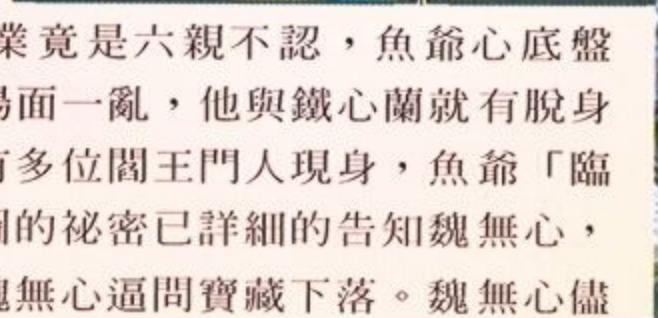 業竟是六親不認，魚爺心底盤
場面一亂，他與鐵心蘭就有脫身
有多位閻王門人現身，魚爺「臨
的祕密已詳細的告知魏無心，
魏無心逼問寶藏下落。魏無心儘